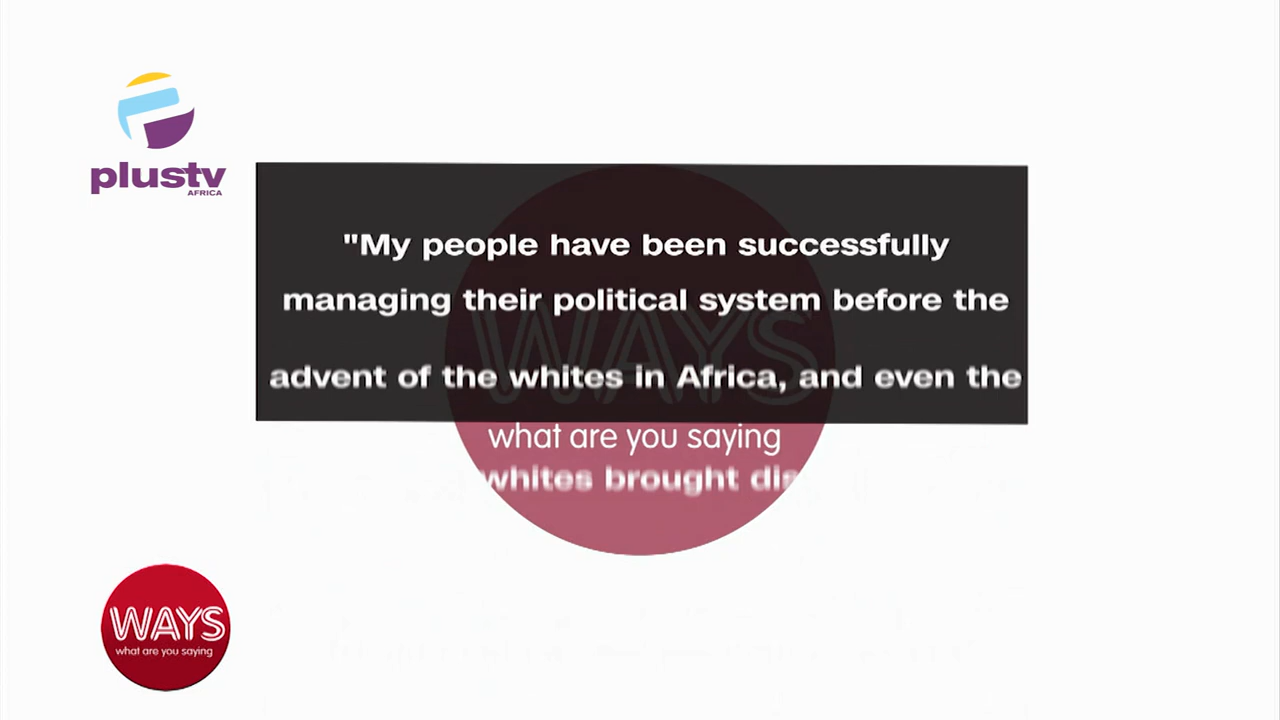 plustv
AFRICA
"My people have been successfully
managing their political system before the
WAYS
advent of the whites in Africa, and even the
what are you saying
whites brought
WAYS
what are you saying